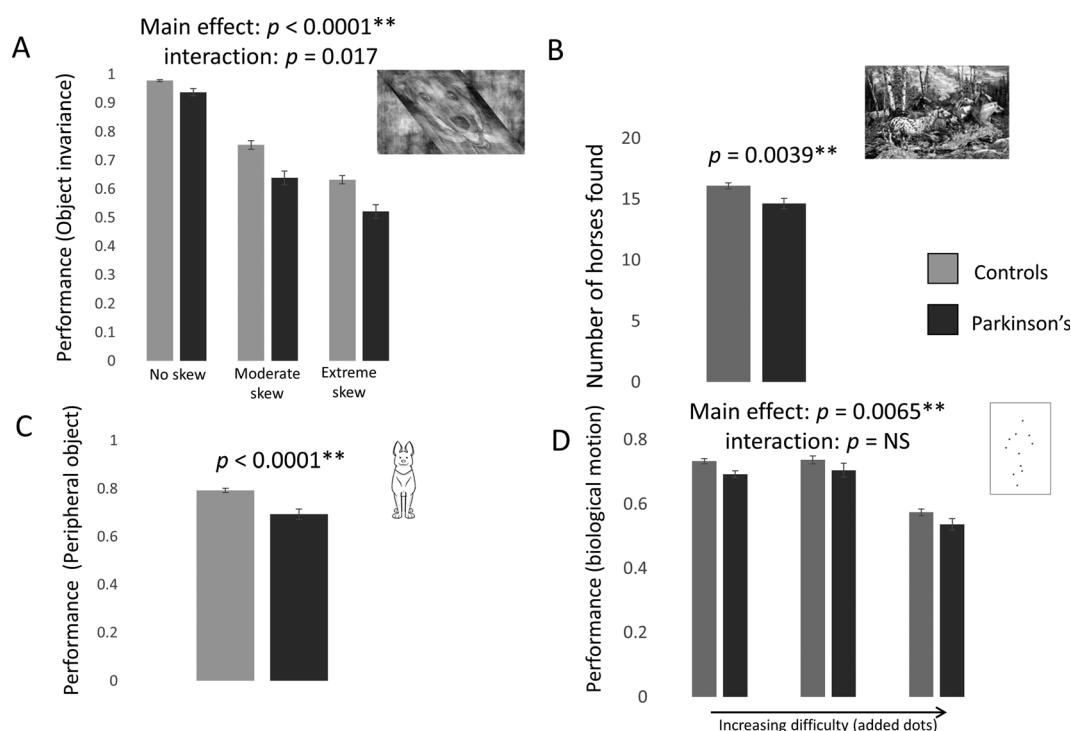 A
Main effect: p < 0.0001**
interaction: p = 0.017
Performance (Object invariance)
1
0.9
0.8
0.7
0.6
0.5
0.4
0.3
0.2
0.1
0
No skew
Moderate
skew
Extreme
skew
B
p = 0.0039**
Number of horses found
20
15
10
5
0
Controls
Parkinson's
C
p < 0.0001**
Performance (Peripheral object)
1
0.8
0.6
0.4
0.2
0
D
Main effect: p = 0.0065**
interaction: p = NS
Performance (biological motion)
0.8
0.6
0.4
0.2
0
Increasing difficulty (added dots)